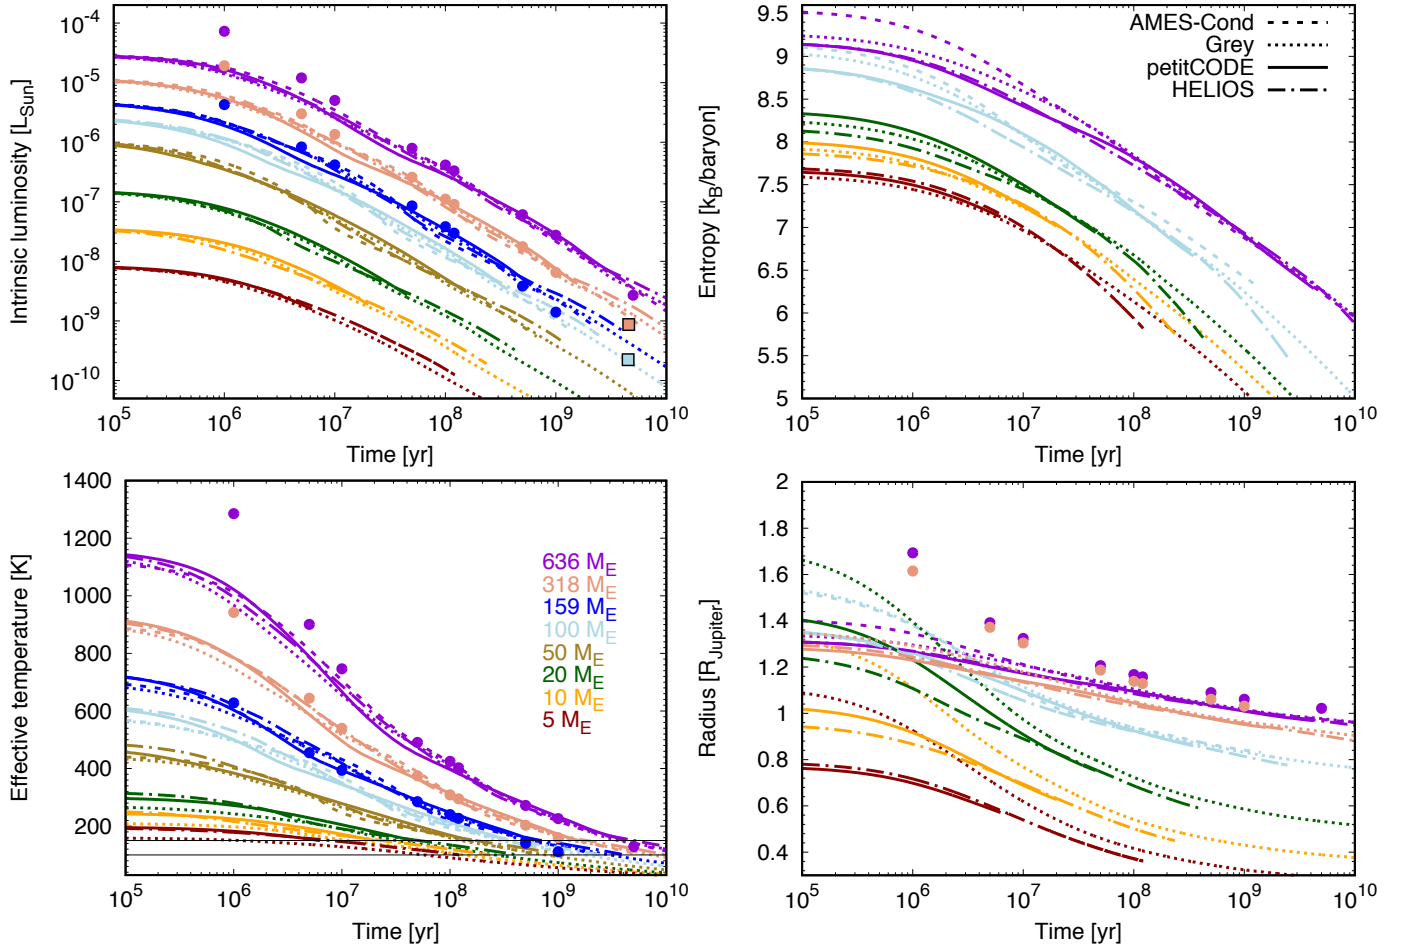 10^-4
10^-5
10^-6
10^-7
10^-8
10^-9
10^-10
Intrinsic luminosity [L_Sun]
10^5 10^6 10^7 10^8 10^9 10^10
Time [yr]
9.5
9
8.5
8
7.5
7
6.5
6
5.5
5
Entropy [k_B/baryon]
AMES-Cond
Grey
petitCODE
HELIOS
10^5 10^6 10^7 10^8 10^9 10^10
Time [yr]
1400
1200
1000
800
600
400
200
Effective temperature [K]
636 M_E
318 M_E
159 M_E
100 M_E
50 M_E
20 M_E
10 M_E
5 M_E
10^5 10^6 10^7 10^8 10^9 10^10
Time [yr]
2
1.8
1.6
1.4
1.2
1
0.8
0.6
0.4
Radius [R_Jupiter]
10^5 10^6 10^7 10^8 10^9 10^10
Time [yr]